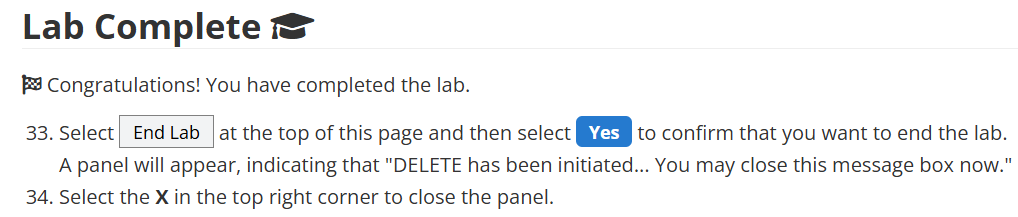 Lab Complete
Congratulations! You have completed the lab.
33. Select End Lab at the top of this page and then select Yes to confirm that you want to end the lab.
A panel will appear, indicating that "DELETE has been initiated... You may close this message box now."
34. Select the X in the top right corner to close the panel.